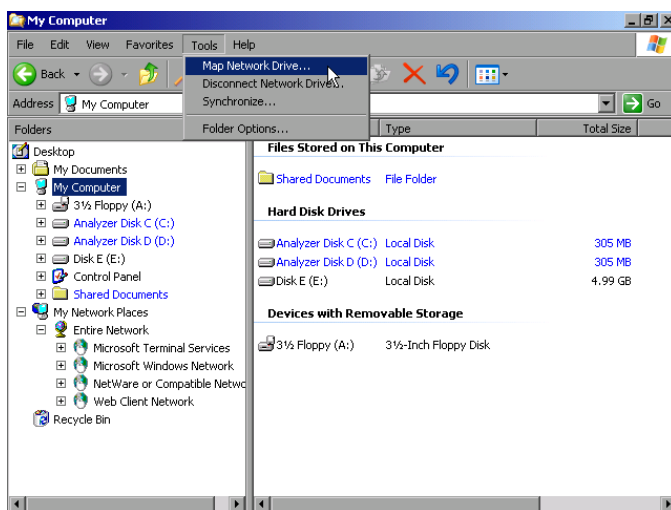 My Computer
File Edit View Favorites Tools Help
Map Network Drive...
Back
Disconnect Network Drive...
Synchronize...
Address My Computer
Go
Folder Options...
Folders
Type
Total Size
Desktop
My Documents
My Computer
3½ Floppy (A:)
Analyzer Disk C (C:)
Analyzer Disk D (D:)
Disk E (E:)
Control Panel
Shared Documents
My Network Places
Entire Network
Microsoft Terminal Services
Microsoft Windows Network
NetWare or Compatible Netwo
Web Client Network
Recycle Bin
Files Stored on This Computer
Shared Documents File Folder
Hard Disk Drives
Analyzer Disk C (C:) Local Disk 305 MB
Analyzer Disk D (D:) Local Disk 305 MB
Disk E (E:) Local Disk 4.99 GB
Devices with Removable Storage
3½ Floppy (A:) 3½-Inch Floppy Disk